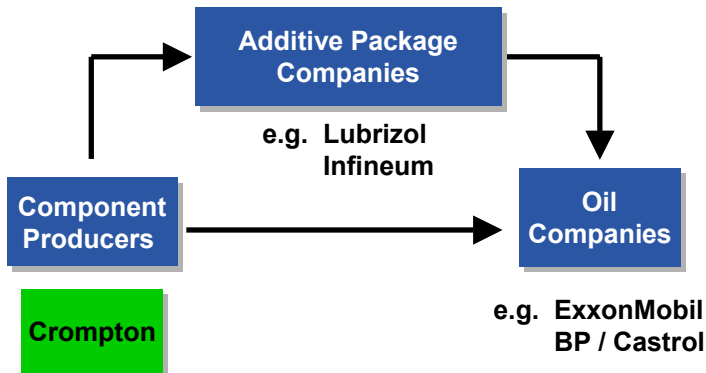 Additive Package
Companies
e.g. Lubrizol
Infineum
Component
Producers
Oil
Companies
Crompton
e.g. ExxonMobil
BP / Castrol